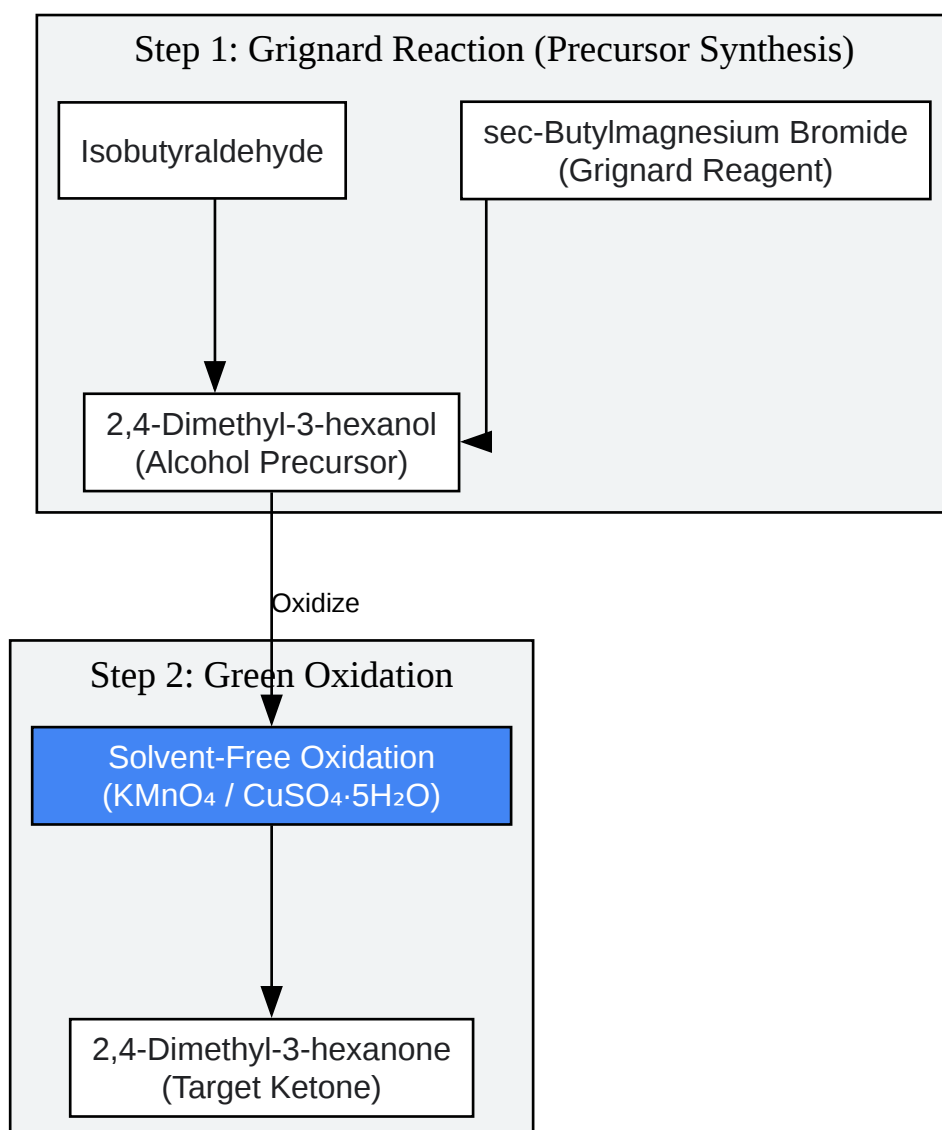 Step 1: Grignard Reaction (Precursor Synthesis)
Isobutyraldehyde
sec-Butylmagnesium Bromide
(Grignard Reagent)
2,4-Dimethyl-3-hexanol
(Alcohol Precursor)
Oxidize
Step 2: Green Oxidation
Solvent-Free Oxidation
(KMnO₄ / CuSO₄·5H₂O)
2,4-Dimethyl-3-hexanone
(Target Ketone)